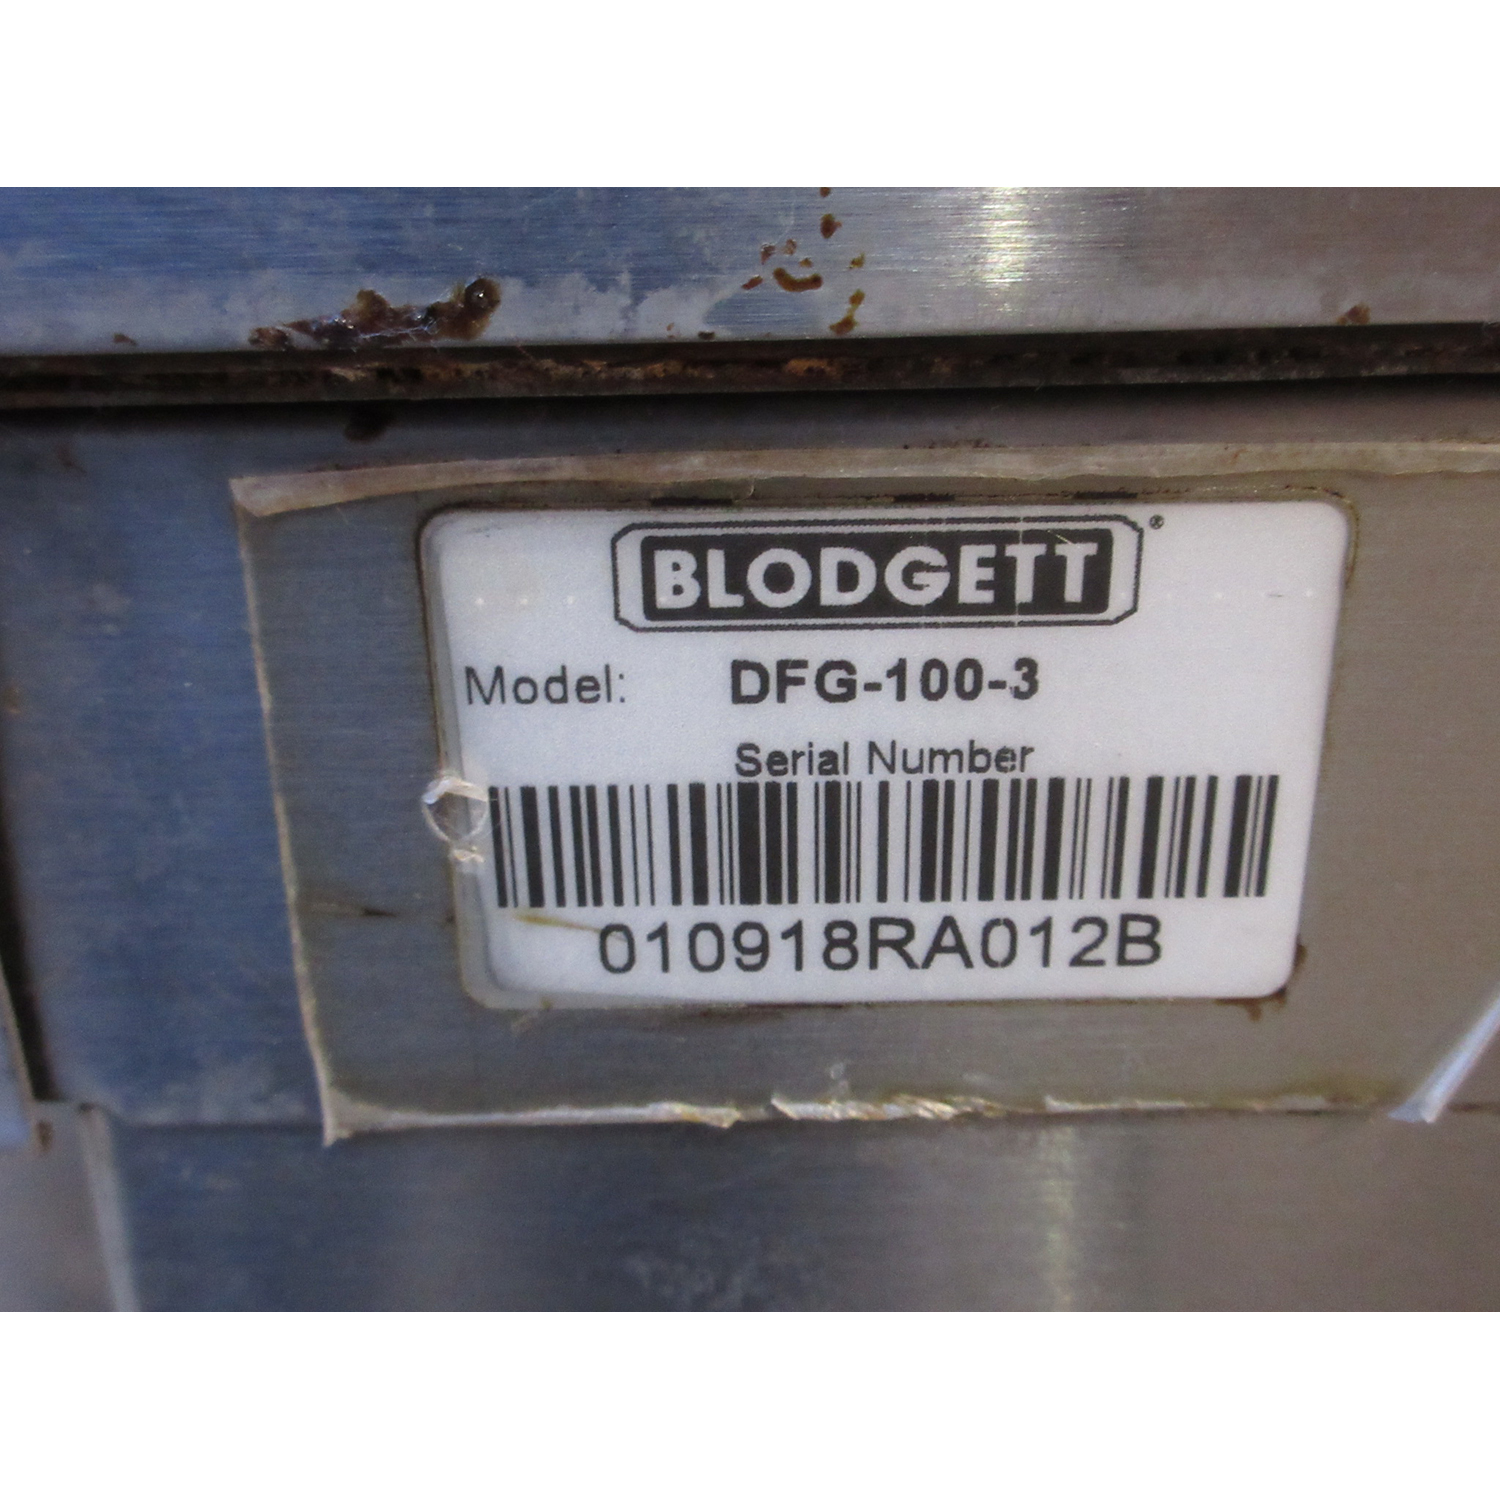 BLODGETT®
Model: DFG-100-3
Serial Number
010918RA012B